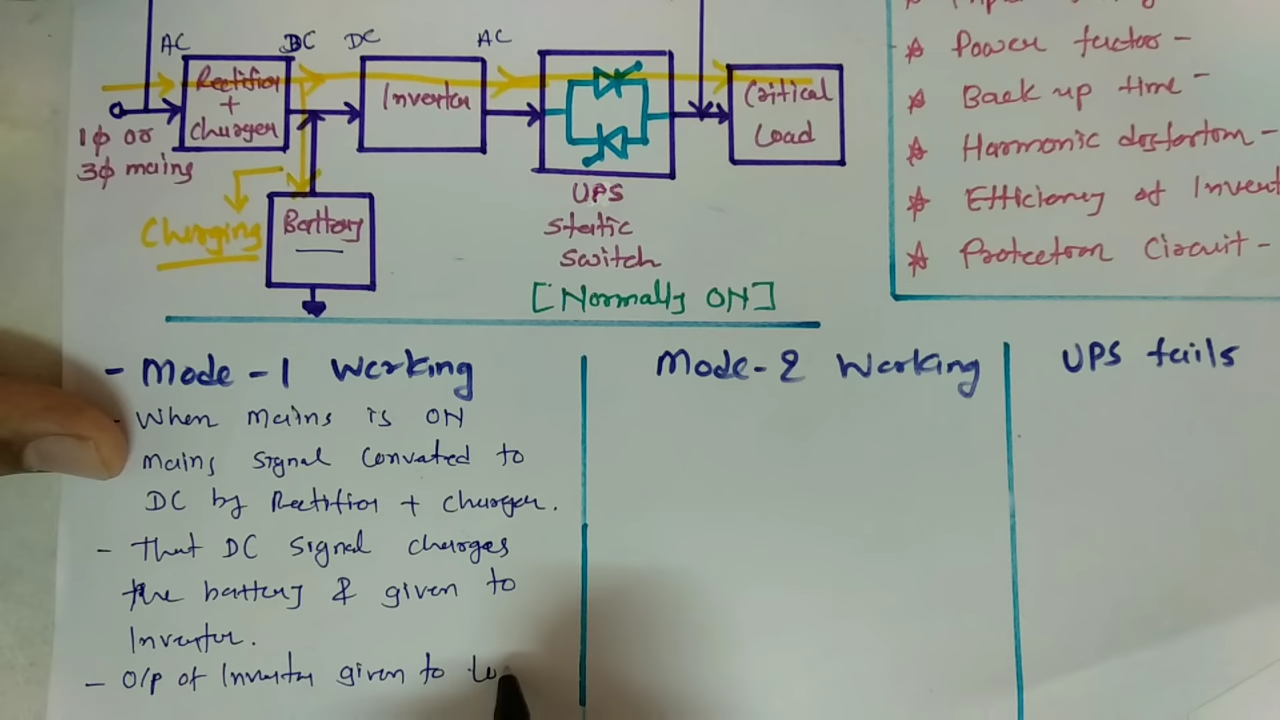 AC DC DC AC
Rectifier
+
charger
Inverter
Critical
Load
1φ or
3φ mains
Charging
Battery
UPS
static
switch
[Normally ON]
* Power factor -
* Back up time -
* Harmonic distortion -
* Efficiency of Invert
* Protection Circuit -
- Mode-1 Working
- When mains is ON
mains signal converted to
DC by Rectifier + charger.
- That DC signal charges
the battery & given to
Inverter.
- O/P of Inverter given to
Mode-2 Working
UPS fails